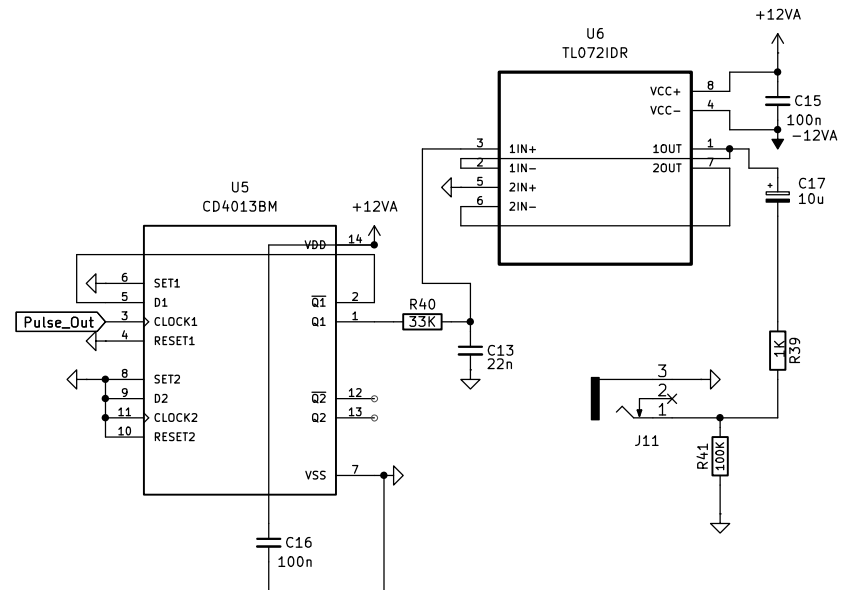 +12VA
U6
TL072IDR
VCC+ 8
VCC- 4
C15
100n
-12VA
3 1IN+ 1OUT 1
2 1IN- 2OUT 7
5 2IN+
6 2IN-
C17
+
10u
U5
CD4013BM
+12VA
VDD 14
6 SET1
5 D1 Q1 2
Pulse_Out 3 CLOCK1 Q1 1
4 RESET1
R40
33K
C13
22n
8 SET2
9 D2 Q2 12
11 CLOCK2 Q2 13
10 RESET2
VSS 7
1K
R39
3
2
1
J11
R41
100K
C16
100n